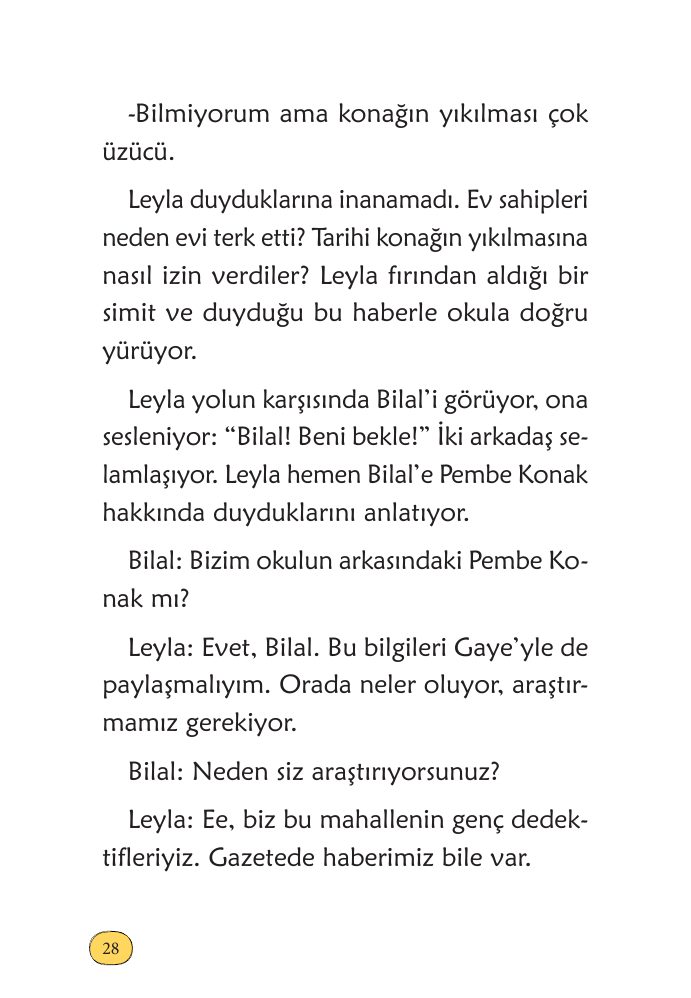 -Bilmiyorum ama konağın yıkılması çok
üzücü.
Leyla duyduklarına inanamadı. Ev sahipleri
neden evi terk etti? Tarihi konağın yıkılmasına
nasıl izin verdiler? Leyla fırından aldığı bir
simit ve duyduğu bu haberle okula doğru
yürüyor.
Leyla yolun karşısında Bilal’i görüyor, ona
sesleniyor: “Bilal! Beni bekle!” İki arkadaş se-
lamlaşıyor. Leyla hemen Bilal’e Pembe Konak
hakkında duyduklarını anlatıyor.
Bilal: Bizim okulun arkasındaki Pembe Ko-
nak mı?
Leyla: Evet, Bilal. Bu bilgileri Gaye’yle de
paylaşmalıyım. Orada neler oluyor, araştır-
mamız gerekiyor.
Bilal: Neden siz araştırıyorsunuz?
Leyla: Ee, biz bu mahallenin genç dedek-
tifleriyiz. Gazetede haberimiz bile var.
28